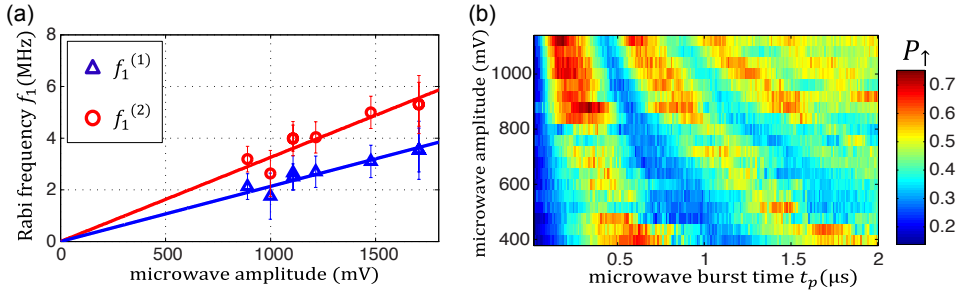 (a)
Rabi frequency f₁(MHz)
8
6
4
2
0
f₁⁽¹⁾
f₁⁽²⁾
0
500
1000
1500
microwave amplitude (mV)
(b)
microwave amplitude (mV)
1000
800
600
400
0.5
1
1.5
2
microwave burst time tₚ(μs)
P↑
0.7
0.6
0.5
0.4
0.3
0.2